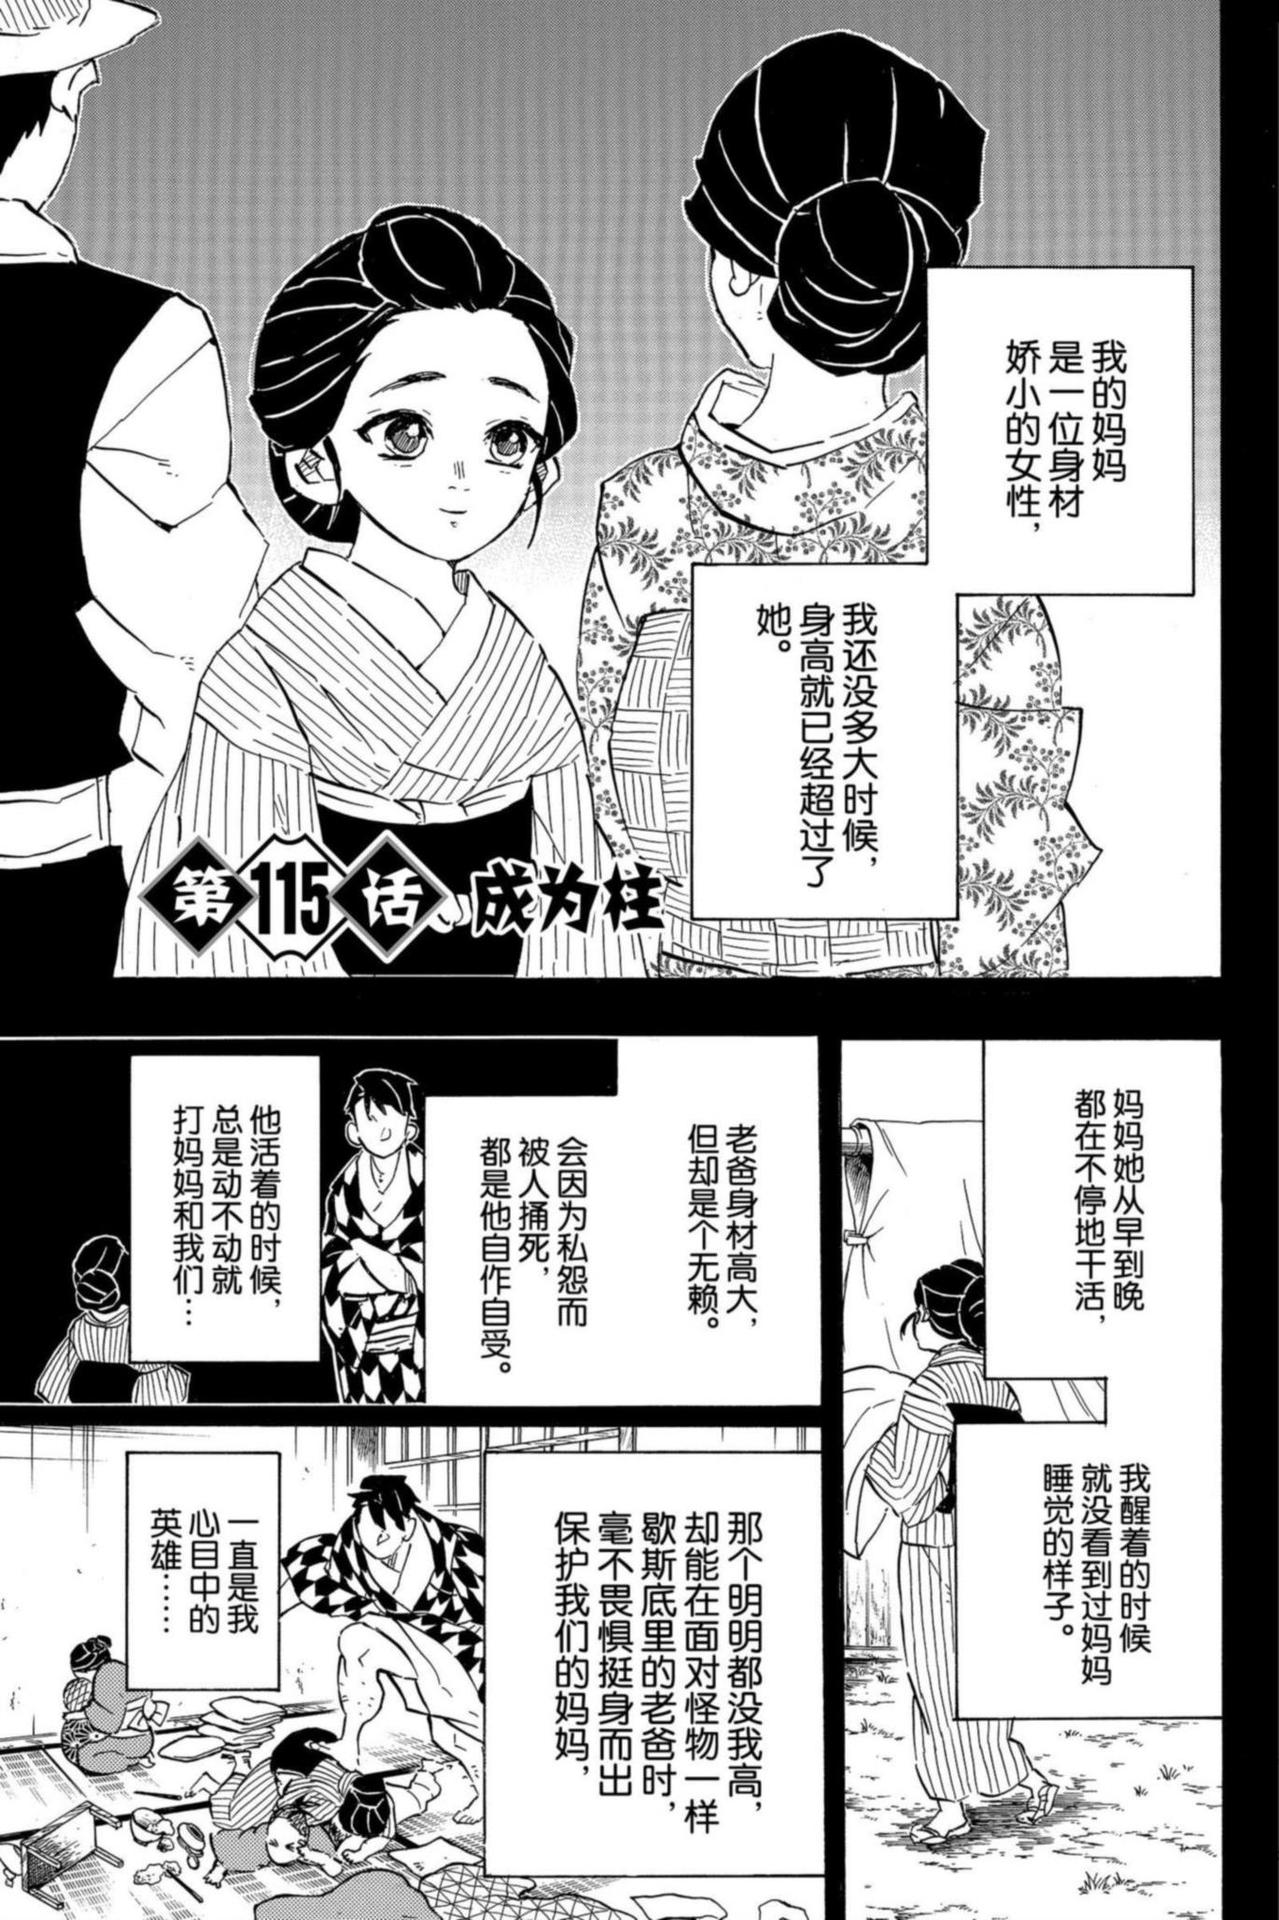 我的妈妈
是一位身材
娇小的女性，
我还没多大时候，
身高就已经超过了
她。
第115话 成为柱
妈妈她从早到晚
都在不停地干活，
我醒着的时候
就没看到过妈妈
睡觉的样子。
老爸身材高大，
但却是个无赖。
会因为私怨而
被人捅死，
都是他自作自受。
他活着的时候，
总是动不动就
打妈妈和我们…
那个明明都没我高，
却能在面对怪物一样
歇斯底里的老爸时，
毫不畏惧挺身而出
保护我们的妈妈，
一直是我
心目中的
英雄……